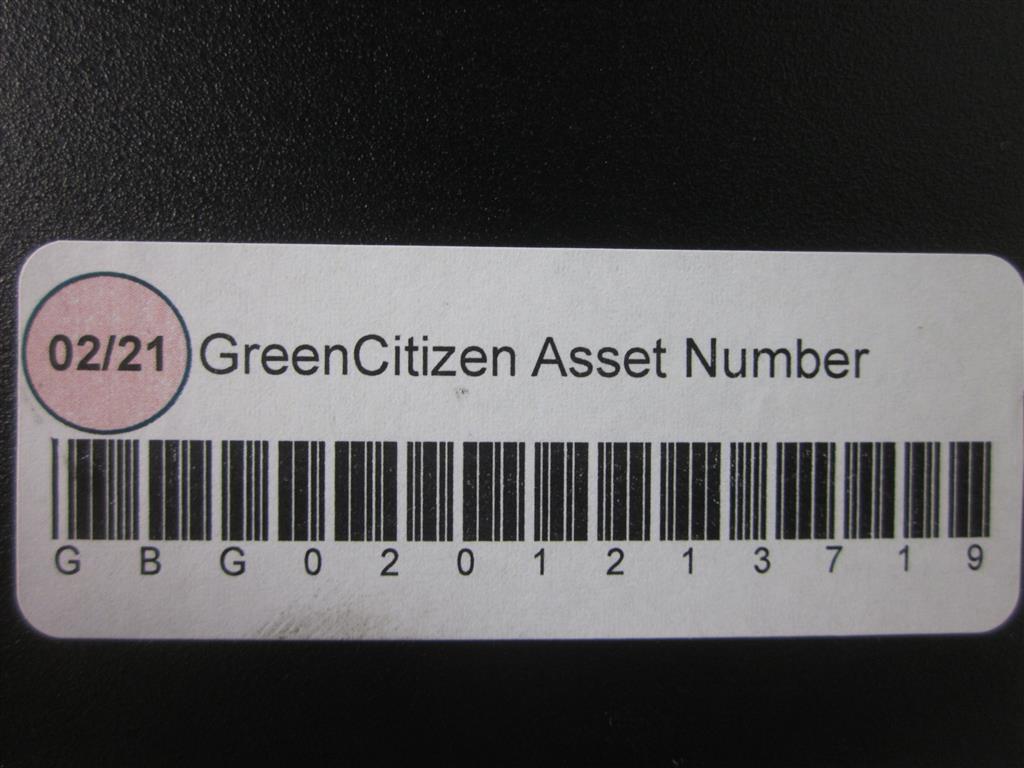 02/21 GreenCitizen Asset Number
G B G 0 2 0 1 2 1 3 7 1 9